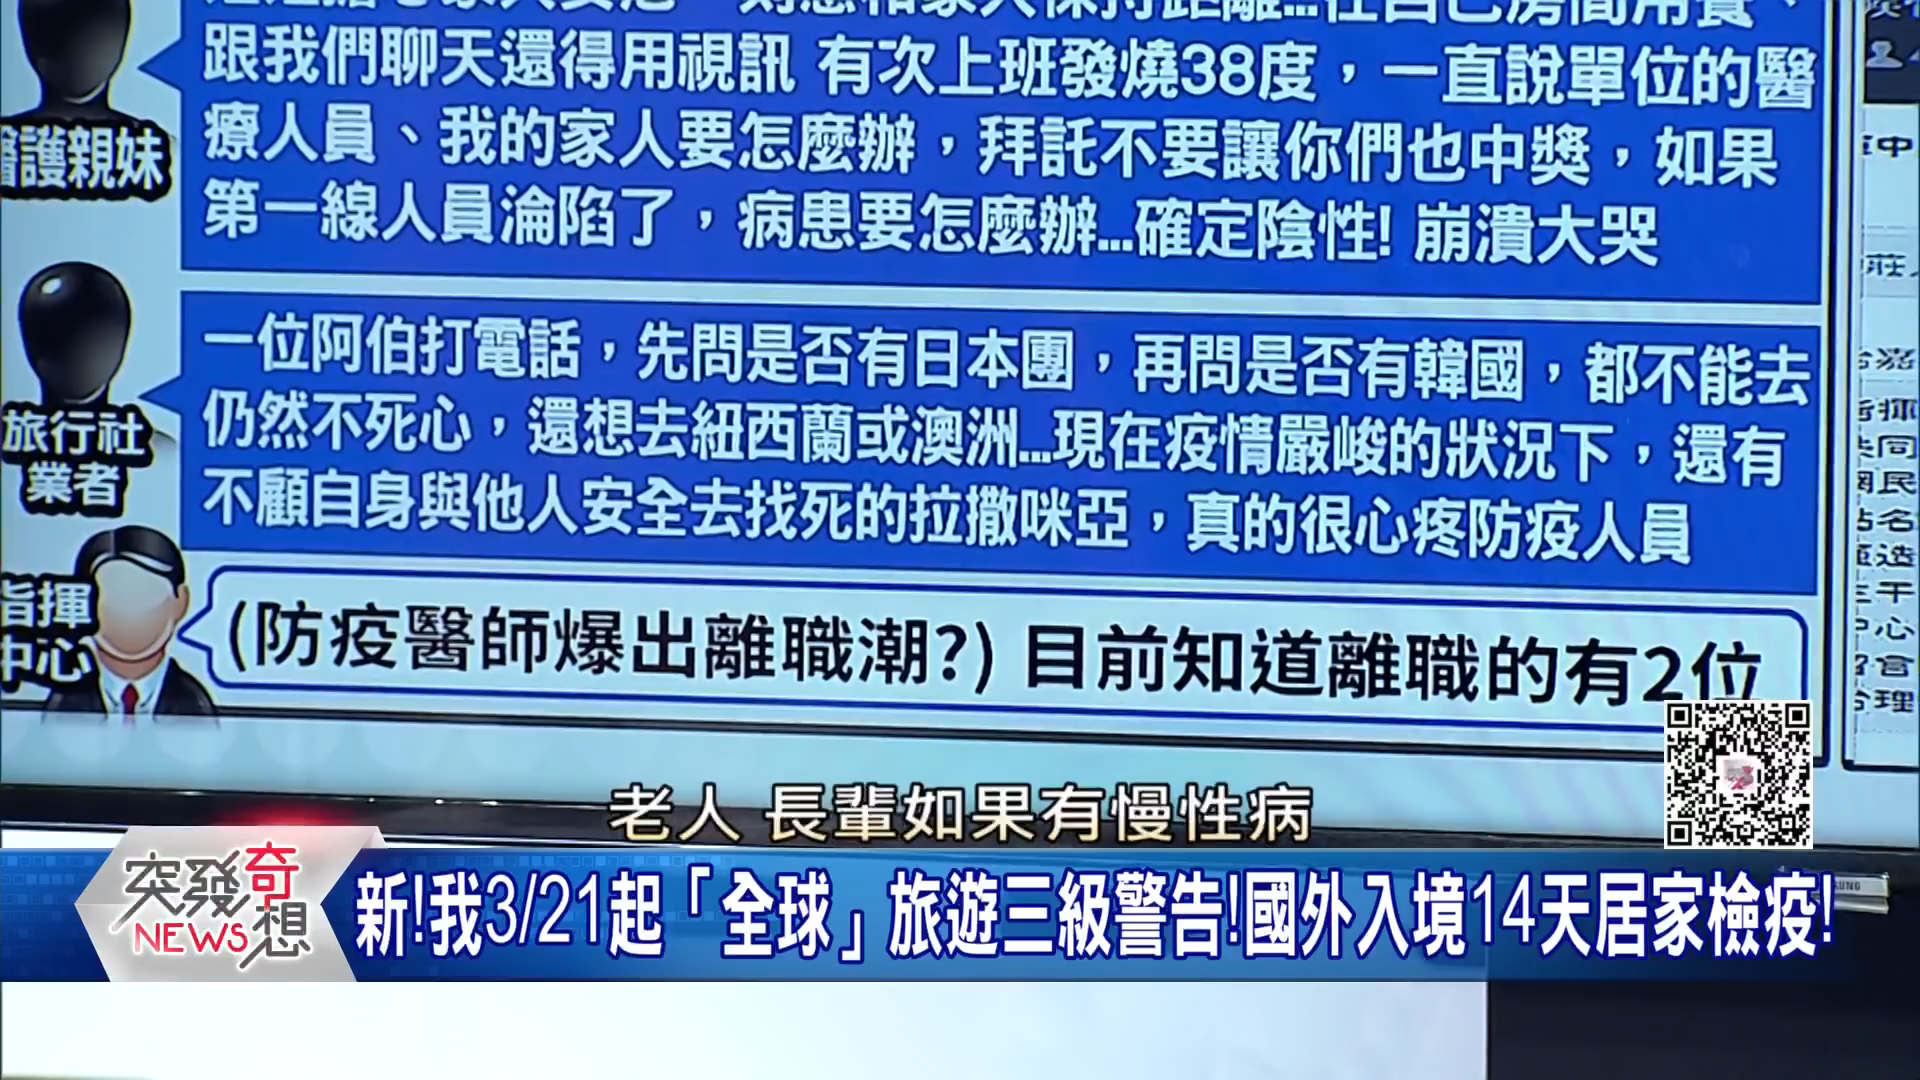 跟我們聊天還得用視訊 有次上班發燒38度，一直說單位的醫
療人員、我的家人要怎麼辦，拜託不要讓你們也中獎，如果
第一線人員淪陷了，病患要怎麼辦...確定陰性! 崩潰大哭
醫護親妹
一位阿伯打電話，先問是否有日本團，再問是否有韓國，都不能去
仍然不死心，還想去紐西蘭或澳洲...現在疫情嚴峻的狀況下，還有
不顧自身與他人安全去找死的拉撒咪亞，真的很心疼防疫人員
旅行社
業者
指揮
中心
(防疫醫師爆出離職潮?) 目前知道離職的有2位
老人 長輩如果有慢性病
突發奇想
NEWS
新!我3/21起「全球」旅遊三級警告!國外入境14天居家檢疫!